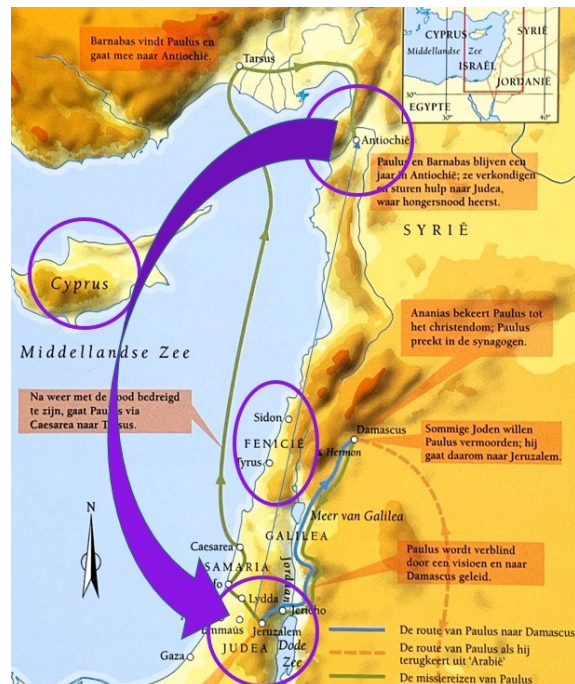 Barnabas vindt Paulus en
gaat mee naar Antiochië.
Tarsus
CYPRUS
SYRIË
Middellandse Zee
ISRAËL
JORDANIË
30°
30°
EGYPTE
35°
40°
Antiochië
Paulus en Barnabas blijven een
jaar in Antiochië; ze verkondigen
en sturen hulp naar Judea,
waar hongersnood heerst.
SYRIË
Cyprus
Middellandse Zee
Ananias bekeert Paulus tot
het christendom; Paulus
preekt in de synagogen.
Na weer met de dood bedreigd
te zijn, gaat Paulus via
Caesarea naar Tarsus.
Sidon
FENICIË
Tyrus
Hermon
Damascus
Sommige Joden willen
Paulus vermoorden; hij
gaat daarom naar Jeruzalem.
N
Meer van Galilea
GALILEA
Caesarea
SAMARIA
Jordaan
Paulus wordt verblind
door een visioen en naar
Damascus geleid.
Lydda
Jericho
Emmaüs
Jeruzalem
JUDEA
Dode
Zee
Gaza
De route van Paulus naar Damascus
De route van Paulus als hij
terugkeert uit 'Arabië'
De missiereizen van Paulus